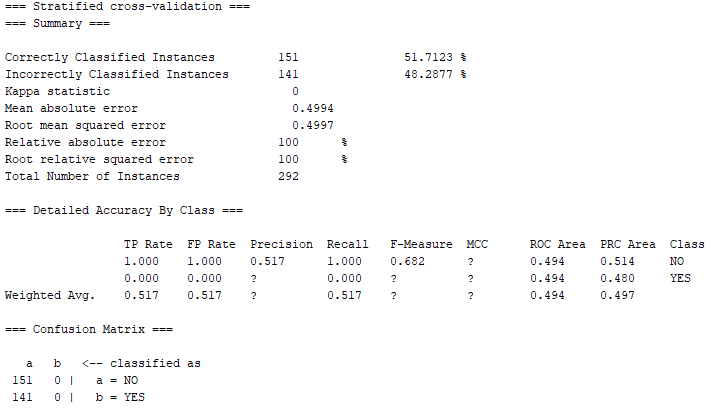 === Stratified cross-validation ===
=== Summary ===
Correctly Classified Instances 151 51.7123 %
Incorrectly Classified Instances 141 48.2877 %
Kappa statistic 0
Mean absolute error 0.4994
Root mean squared error 0.4997
Relative absolute error 100 %
Root relative squared error 100 %
Total Number of Instances 292
=== Detailed Accuracy By Class ===
TP Rate FP Rate Precision Recall F-Measure MCC ROC Area PRC Area Class
1.000 1.000 0.517 1.000 0.682 ? 0.494 0.514 NO
0.000 0.000 ? 0.000 ? ? 0.494 0.480 YES
Weighted Avg. 0.517 0.517 ? 0.517 ? ? 0.494 0.497
=== Confusion Matrix ===
a b <-- classified as
151 0 | a = NO
141 0 | b = YES